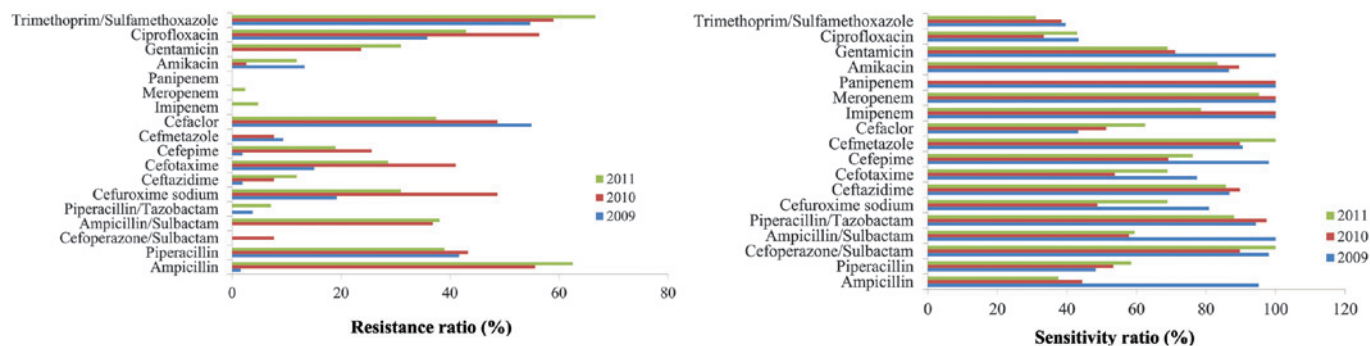 Trimethoprim/Sulfamethoxazole
Ciprofloxacin
Gentamicin
Amikacin
Panipenem
Meropenem
Imipenem
Cefaclor
Cefmetazole
Cefepime
Cefotaxime
Ceftazidime
Cefuroxime sodium
Piperacillin/Tazobactam
Ampicillin/Sulbactam
Cefoperazone/Sulbactam
Piperacillin
Ampicillin
2011
2010
2009
0 20 40 60 80
Resistance ratio (%)
Trimethoprim/Sulfamethoxazole
Ciprofloxacin
Gentamicin
Amikacin
Panipenem
Meropenem
Imipenem
Cefaclor
Cefmetazole
Cefepime
Cefotaxime
Ceftazidime
Cefuroxime sodium
Piperacillin/Tazobactam
Ampicillin/Sulbactam
Cefoperazone/Sulbactam
Piperacillin
Ampicillin
2011
2010
2009
0 20 40 60 80 100 120
Sensitivity ratio (%)